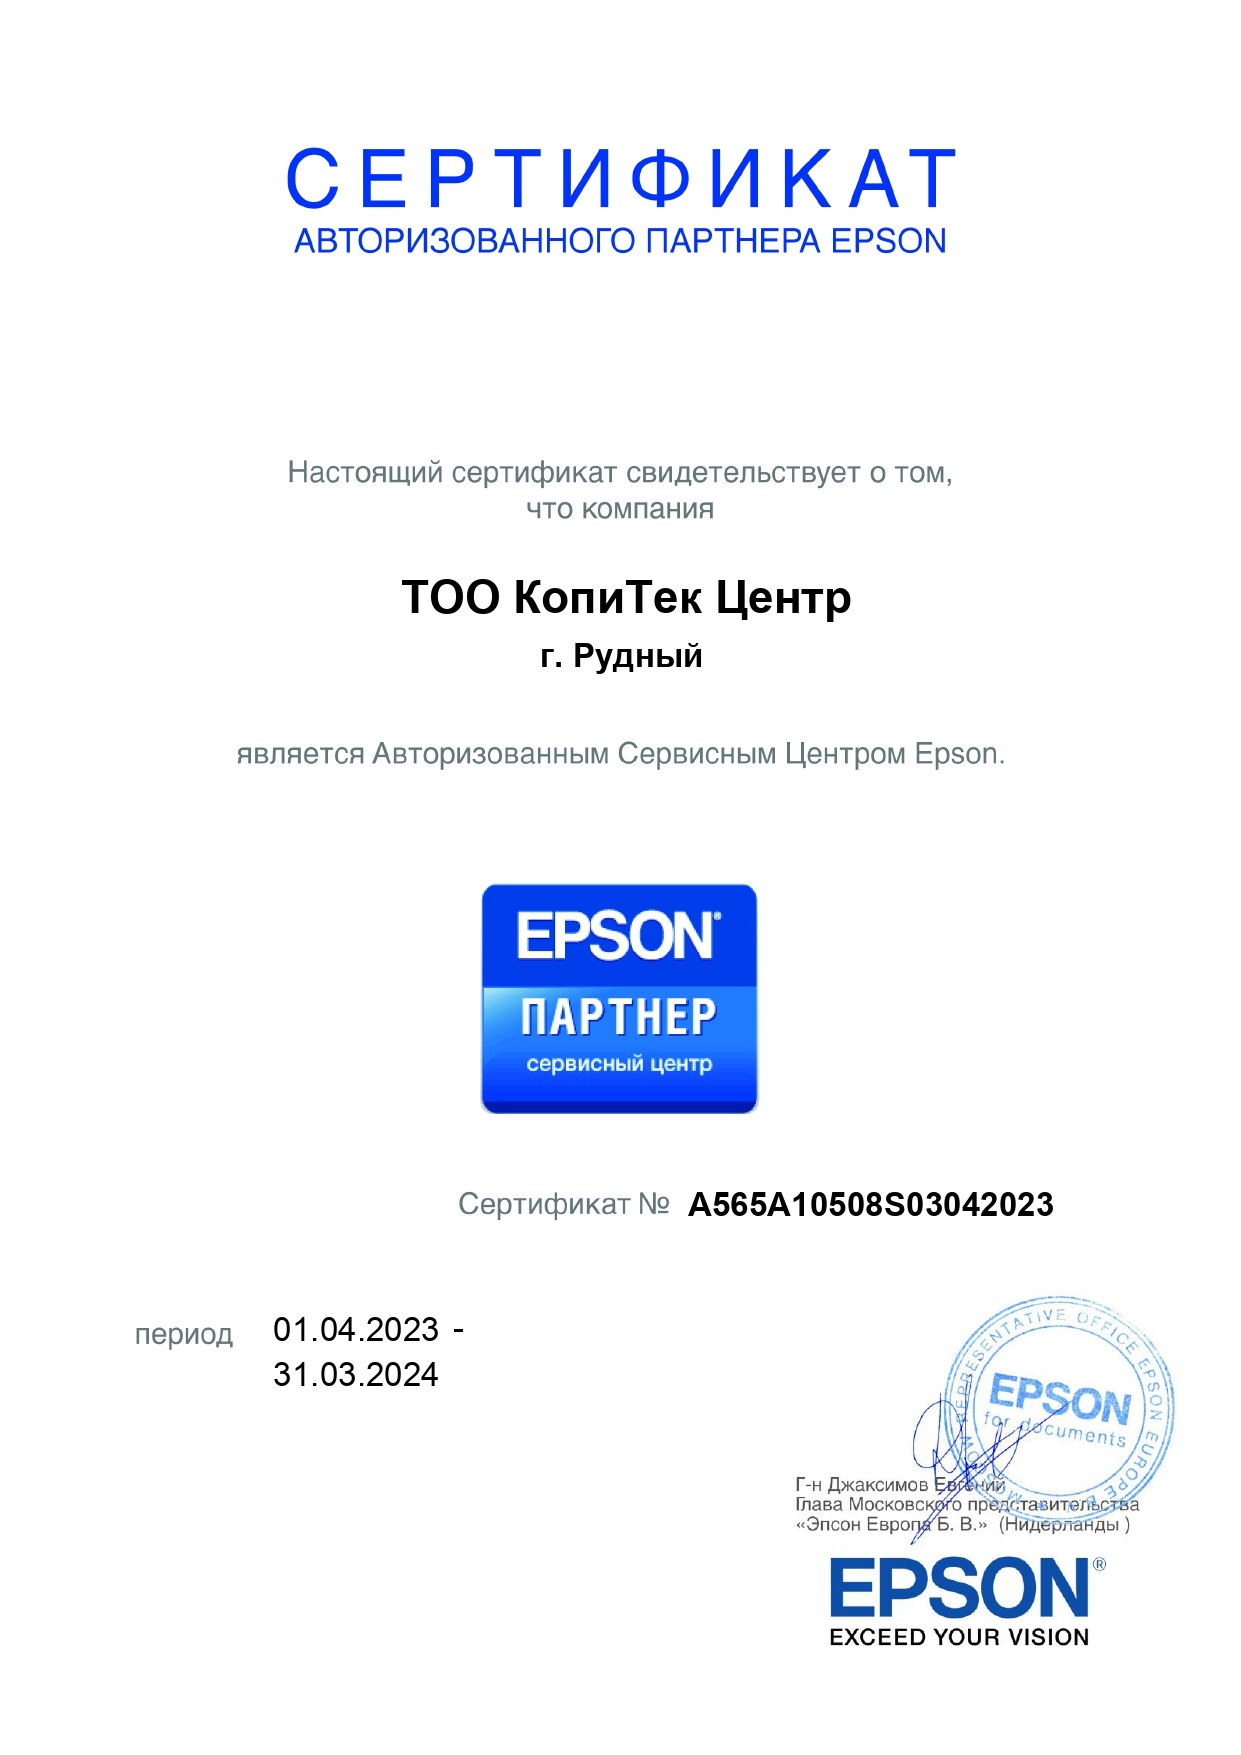 СЕРТИФИКАТ
АВТОРИЗОВАННОГО ПАРТНЕРА EPSON
Настоящий сертификат свидетельствует о том,
что компания
ТОО КопиТек Центр
г. Рудный
является Авторизованным Сервисным Центром Epson.
EPSON®
ПАРТНЕР
сервисный центр
Сертификат № A565A10508S03042023
период 01.04.2023 -
31.03.2024
MOSCOW REPRESENTATIVE OFFICE EPSON EUROPE B.V.
EPSON
for documents
Г-н Джаксимов Евгений
Глава Московского представительства
«Эпсон Европа Б. В.» (Нидерланды )
EPSON®
EXCEED YOUR VISION